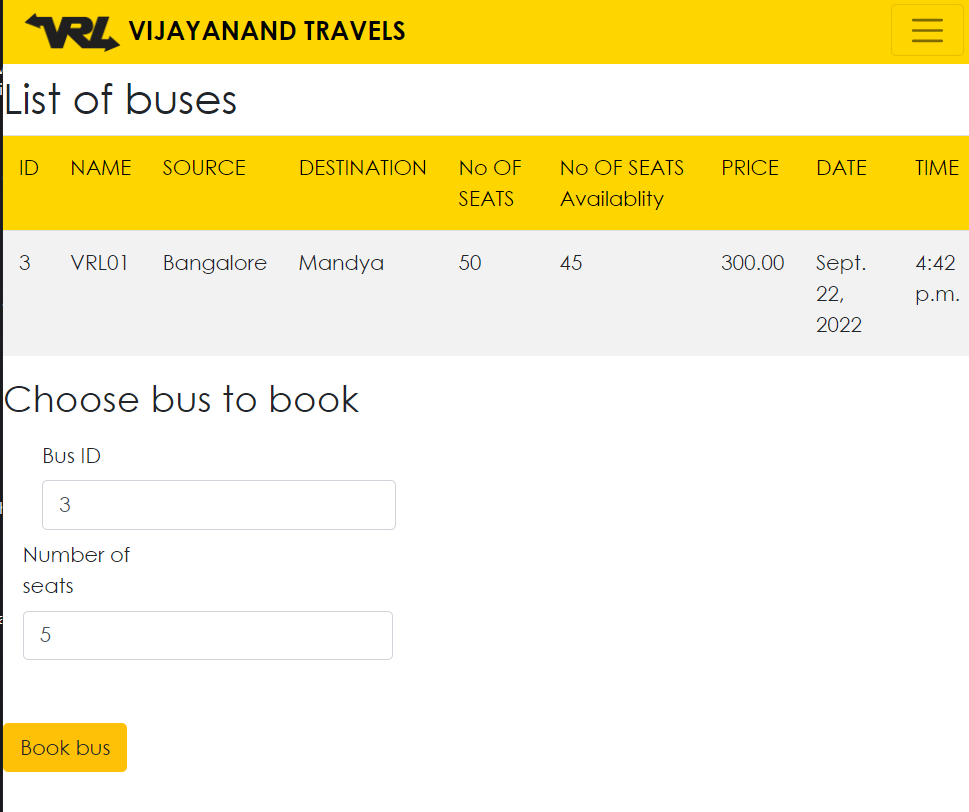 VRL VIJAYANAND TRAVELS
List of buses
ID NAME SOURCE DESTINATION No OF SEATS No OF SEATS Availablity PRICE DATE TIME
3 VRL01 Bangalore Mandya 50 45 300.00 Sept. 22, 2022 4:42 p.m.
Choose bus to book
Bus ID
3
Number of
seats
5
Book bus